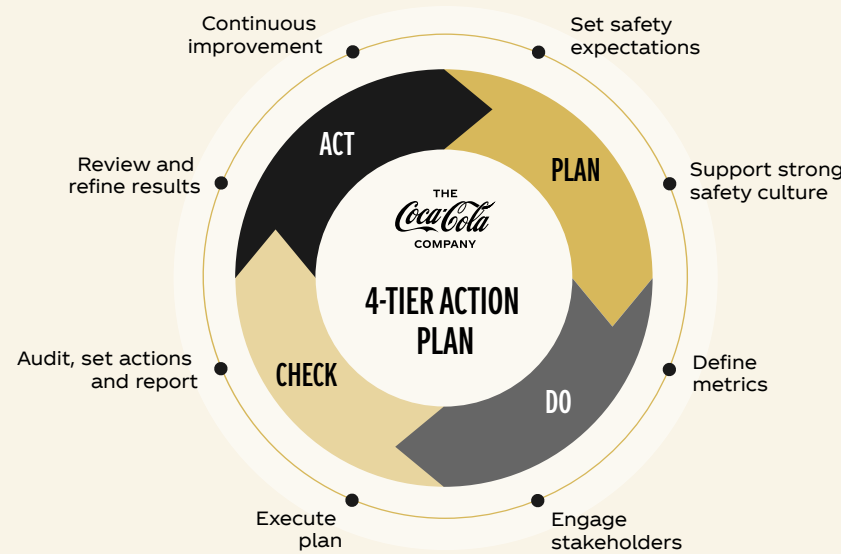 Continuous
improvement
Set safety
expectations
ACT
PLAN
Review and
refine results
Support strong
safety culture
THE
Coca-Cola
COMPANY
4-TIER ACTION
PLAN
Audit, set actions
and report
CHECK
DO
Define
metrics
Execute
plan
Engage
stakeholders